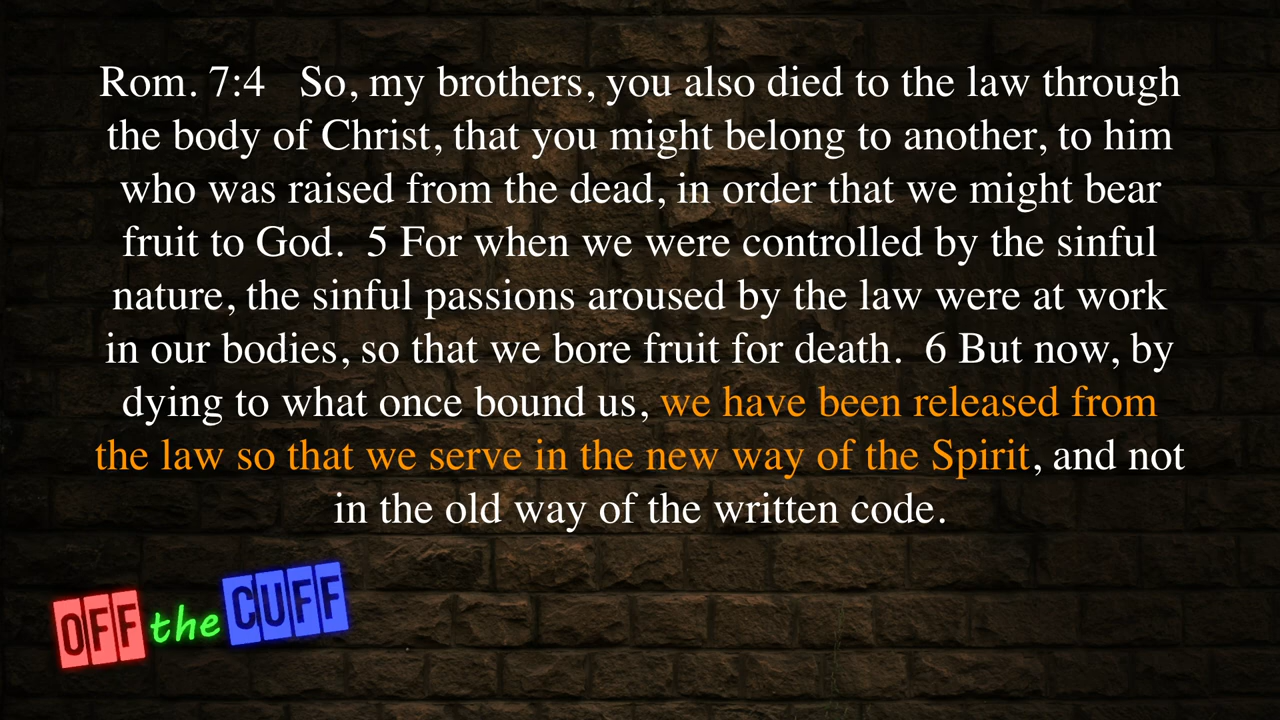 Rom. 7:4   So, my brothers, you also died to the law through
the body of Christ, that you might belong to another, to him
who was raised from the dead, in order that we might bear
fruit to God.  5 For when we were controlled by the sinful
nature, the sinful passions aroused by the law were at work
in our bodies, so that we bore fruit for death.  6 But now, by
dying to what once bound us, we have been released from
the law so that we serve in the new way of the Spirit, and not
in the old way of the written code.
OFF the CUFF